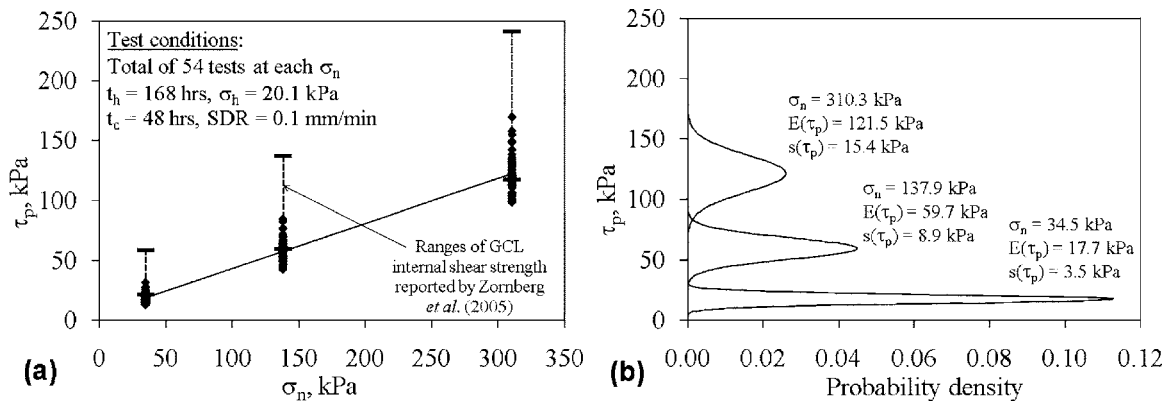 250
200
150
100
50
0
τp, kPa
Test conditions:
Total of 54 tests at each σn
th = 168 hrs, σh = 20.1 kPa
tc = 48 hrs, SDR = 0.1 mm/min
Ranges of GCL
internal shear strength
reported by Zornberg
et al. (2005)
0 50 100 150 200 250 300 350
(a)
σn, kPa
250
200
150
100
50
0
τp, kPa
σn = 310.3 kPa
E(τp) = 121.5 kPa
s(τp) = 15.4 kPa
σn = 137.9 kPa
E(τp) = 59.7 kPa
s(τp) = 8.9 kPa
σn = 34.5 kPa
E(τp) = 17.7 kPa
s(τp) = 3.5 kPa
0.00 0.02 0.04 0.06 0.08 0.10 0.12
(b)
Probability density